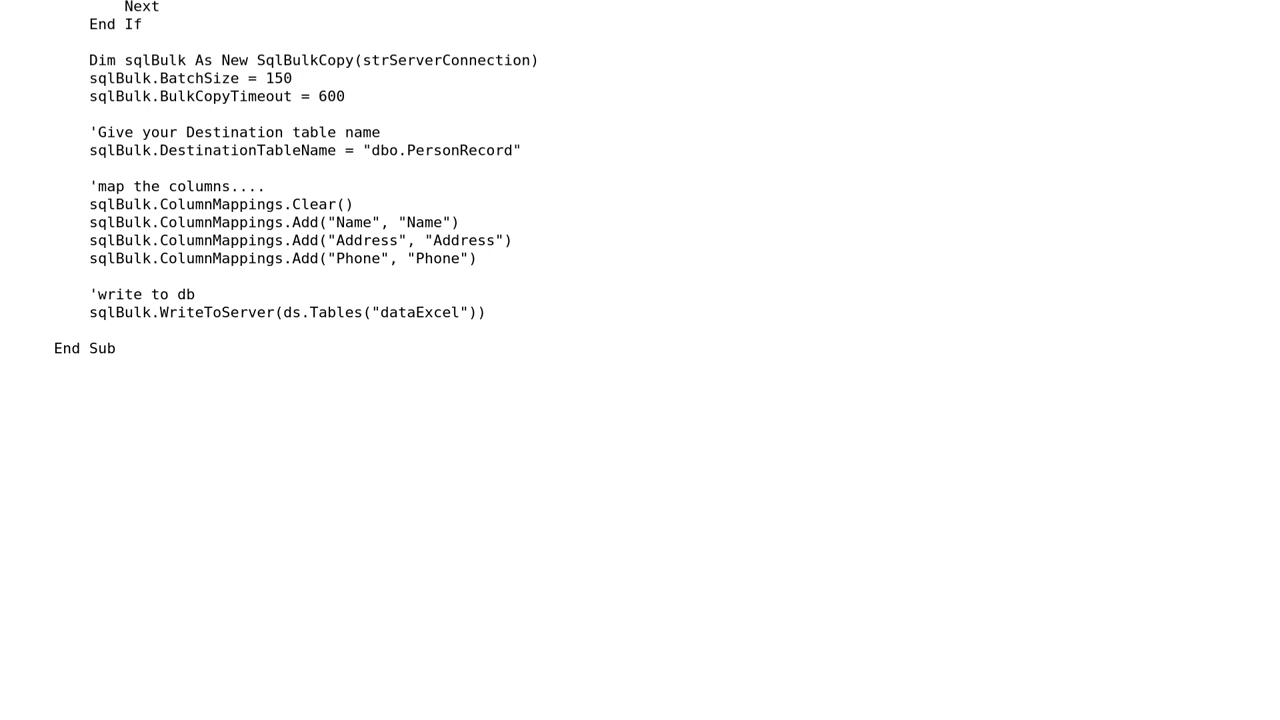 Next
End If
Dim sqlBulk As New SqlBulkCopy(strServerConnection)
sqlBulk.BatchSize = 150
sqlBulk.BulkCopyTimeout = 600
'Give your Destination table name
sqlBulk.DestinationTableName = "dbo.PersonRecord"
'map the columns....
sqlBulk.ColumnMappings.Clear()
sqlBulk.ColumnMappings.Add("Name", "Name")
sqlBulk.ColumnMappings.Add("Address", "Address")
sqlBulk.ColumnMappings.Add("Phone", "Phone")
'write to db
sqlBulk.WriteToServer(ds.Tables("dataExcel"))
End Sub